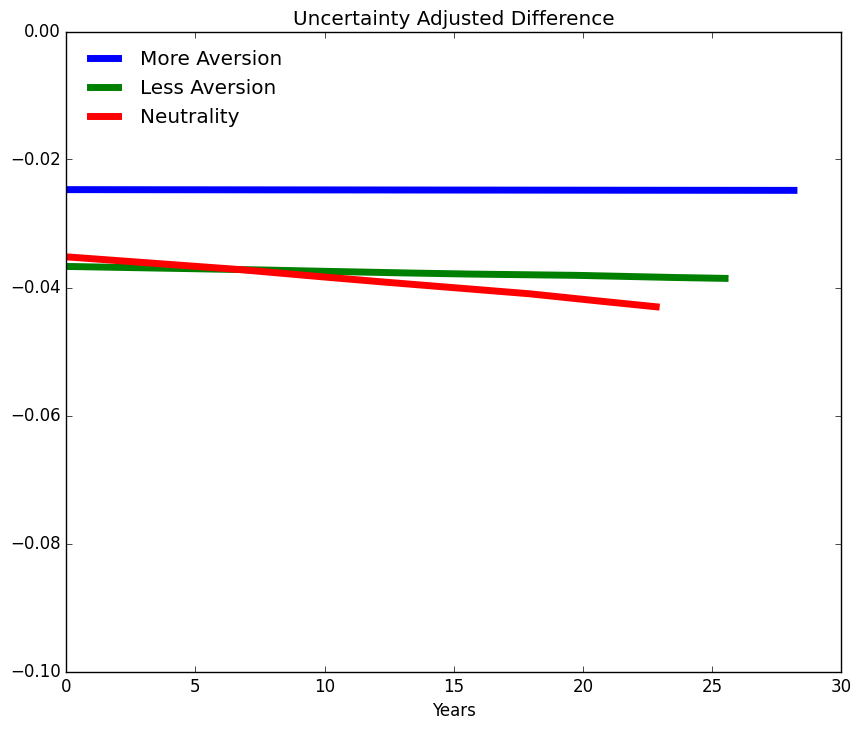 Uncertainty Adjusted Difference
0.00
More Aversion
Less Aversion
Neutrality
−0.02
−0.04
−0.06
−0.08
−0.10
0 5 10 15 20 25 30
Years